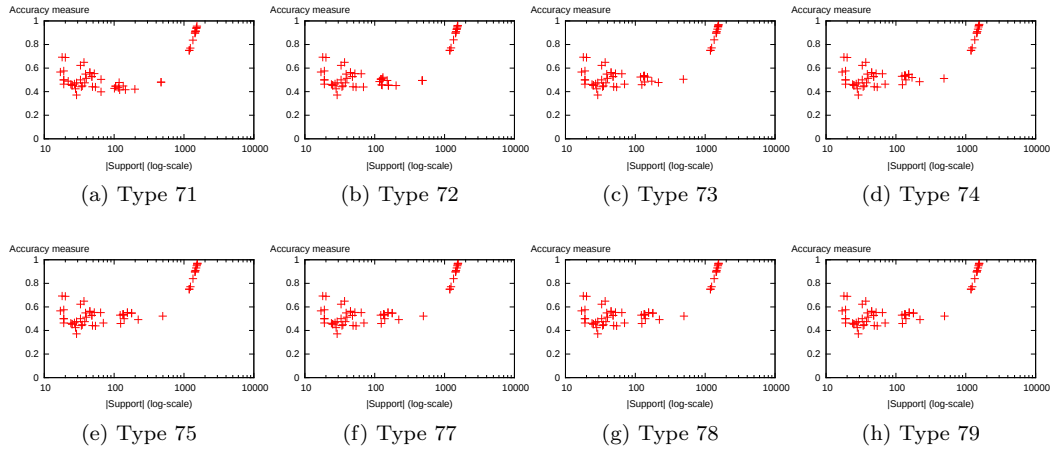 Accuracy measure Accuracy measure Accuracy measure Accuracy measure
1 1 1 1
0.8 0.8 0.8 0.8
0.6 0.6 0.6 0.6
0.4 0.4 0.4 0.4
0.2 0.2 0.2 0.2
0 0 0 0
10 100 1000 10000 10 100 1000 10000 10 100 1000 10000 10 100 1000 10000
|Support| (log-scale) |Support| (log-scale) |Support| (log-scale) |Support| (log-scale)
(a) Type 71 (b) Type 72 (c) Type 73 (d) Type 74
Accuracy measure Accuracy measure Accuracy measure Accuracy measure
1 1 1 1
0.8 0.8 0.8 0.8
0.6 0.6 0.6 0.6
0.4 0.4 0.4 0.4
0.2 0.2 0.2 0.2
0 0 0 0
10 100 1000 10000 10 100 1000 10000 10 100 1000 10000 10 100 1000 10000
|Support| (log-scale) |Support| (log-scale) |Support| (log-scale) |Support| (log-scale)
(e) Type 75 (f) Type 77 (g) Type 78 (h) Type 79